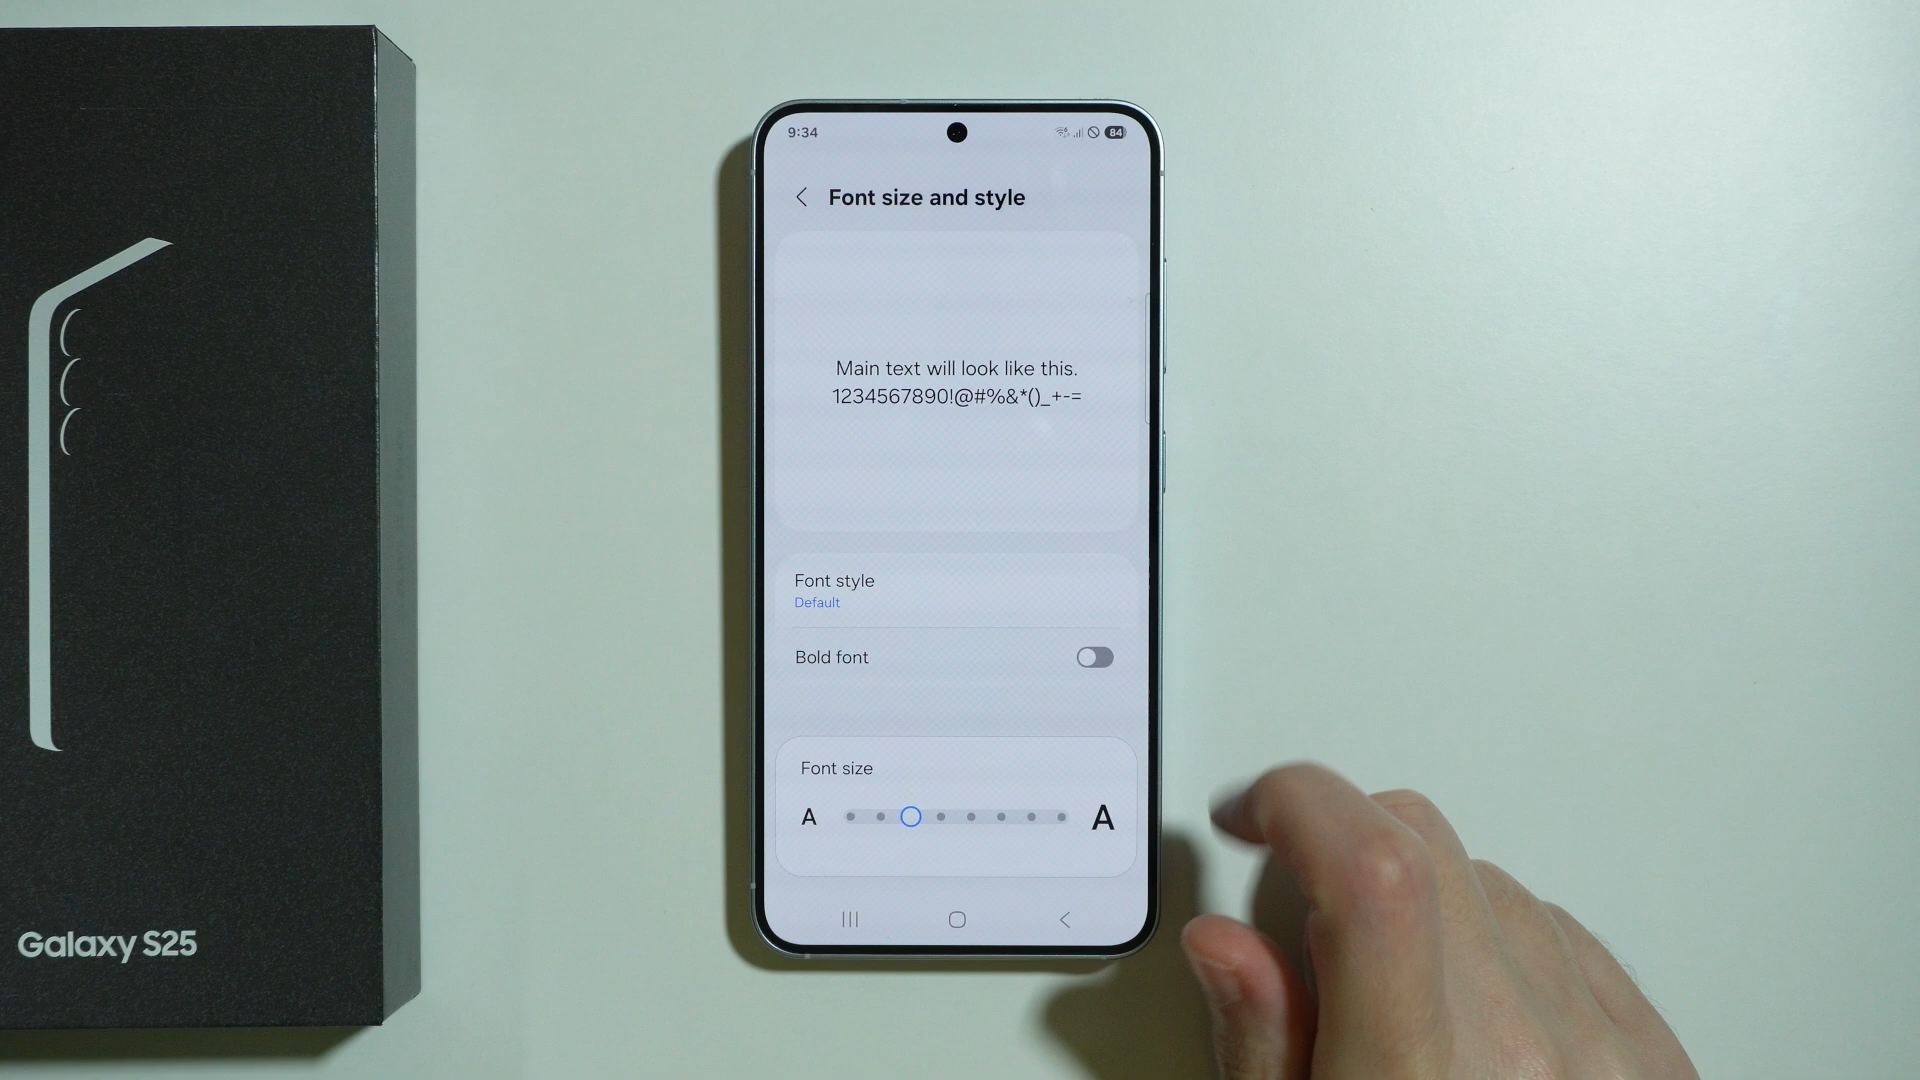 9:34
84
Font size and style
Main text will look like this.
1234567890!@#%&*()_+-=
Font style
Default
Bold font
Font size
A A
Galaxy S25